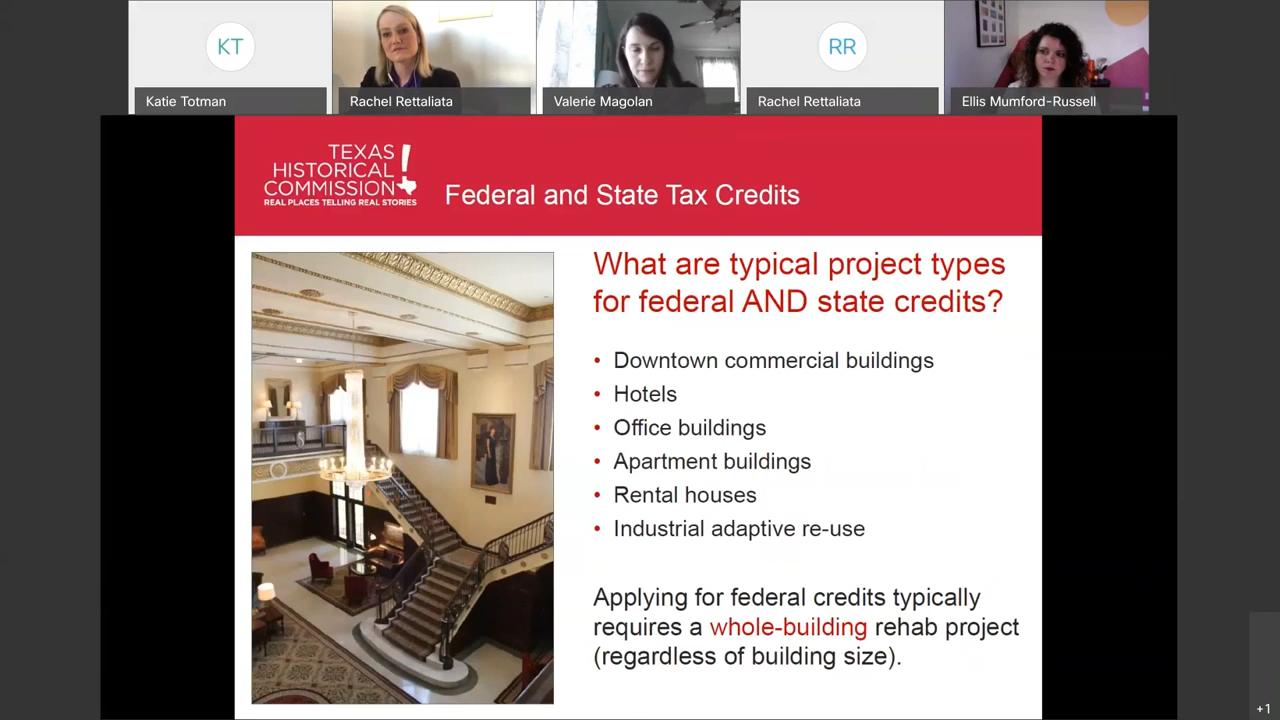 KT
RR
Katie Totman
Rachel Rettaliata
Valerie Magolan
Rachel Rettaliata
Ellis Mumford-Russell
TEXAS
HISTORICAL
COMMISSION
REAL PLACES TELLING REAL STORIES
Federal and State Tax Credits
What are typical project types
for federal AND state credits?
• Downtown commercial buildings
• Hotels
• Office buildings
• Apartment buildings
• Rental houses
• Industrial adaptive re-use
Applying for federal credits typically
requires a whole-building rehab project
(regardless of building size).
+1